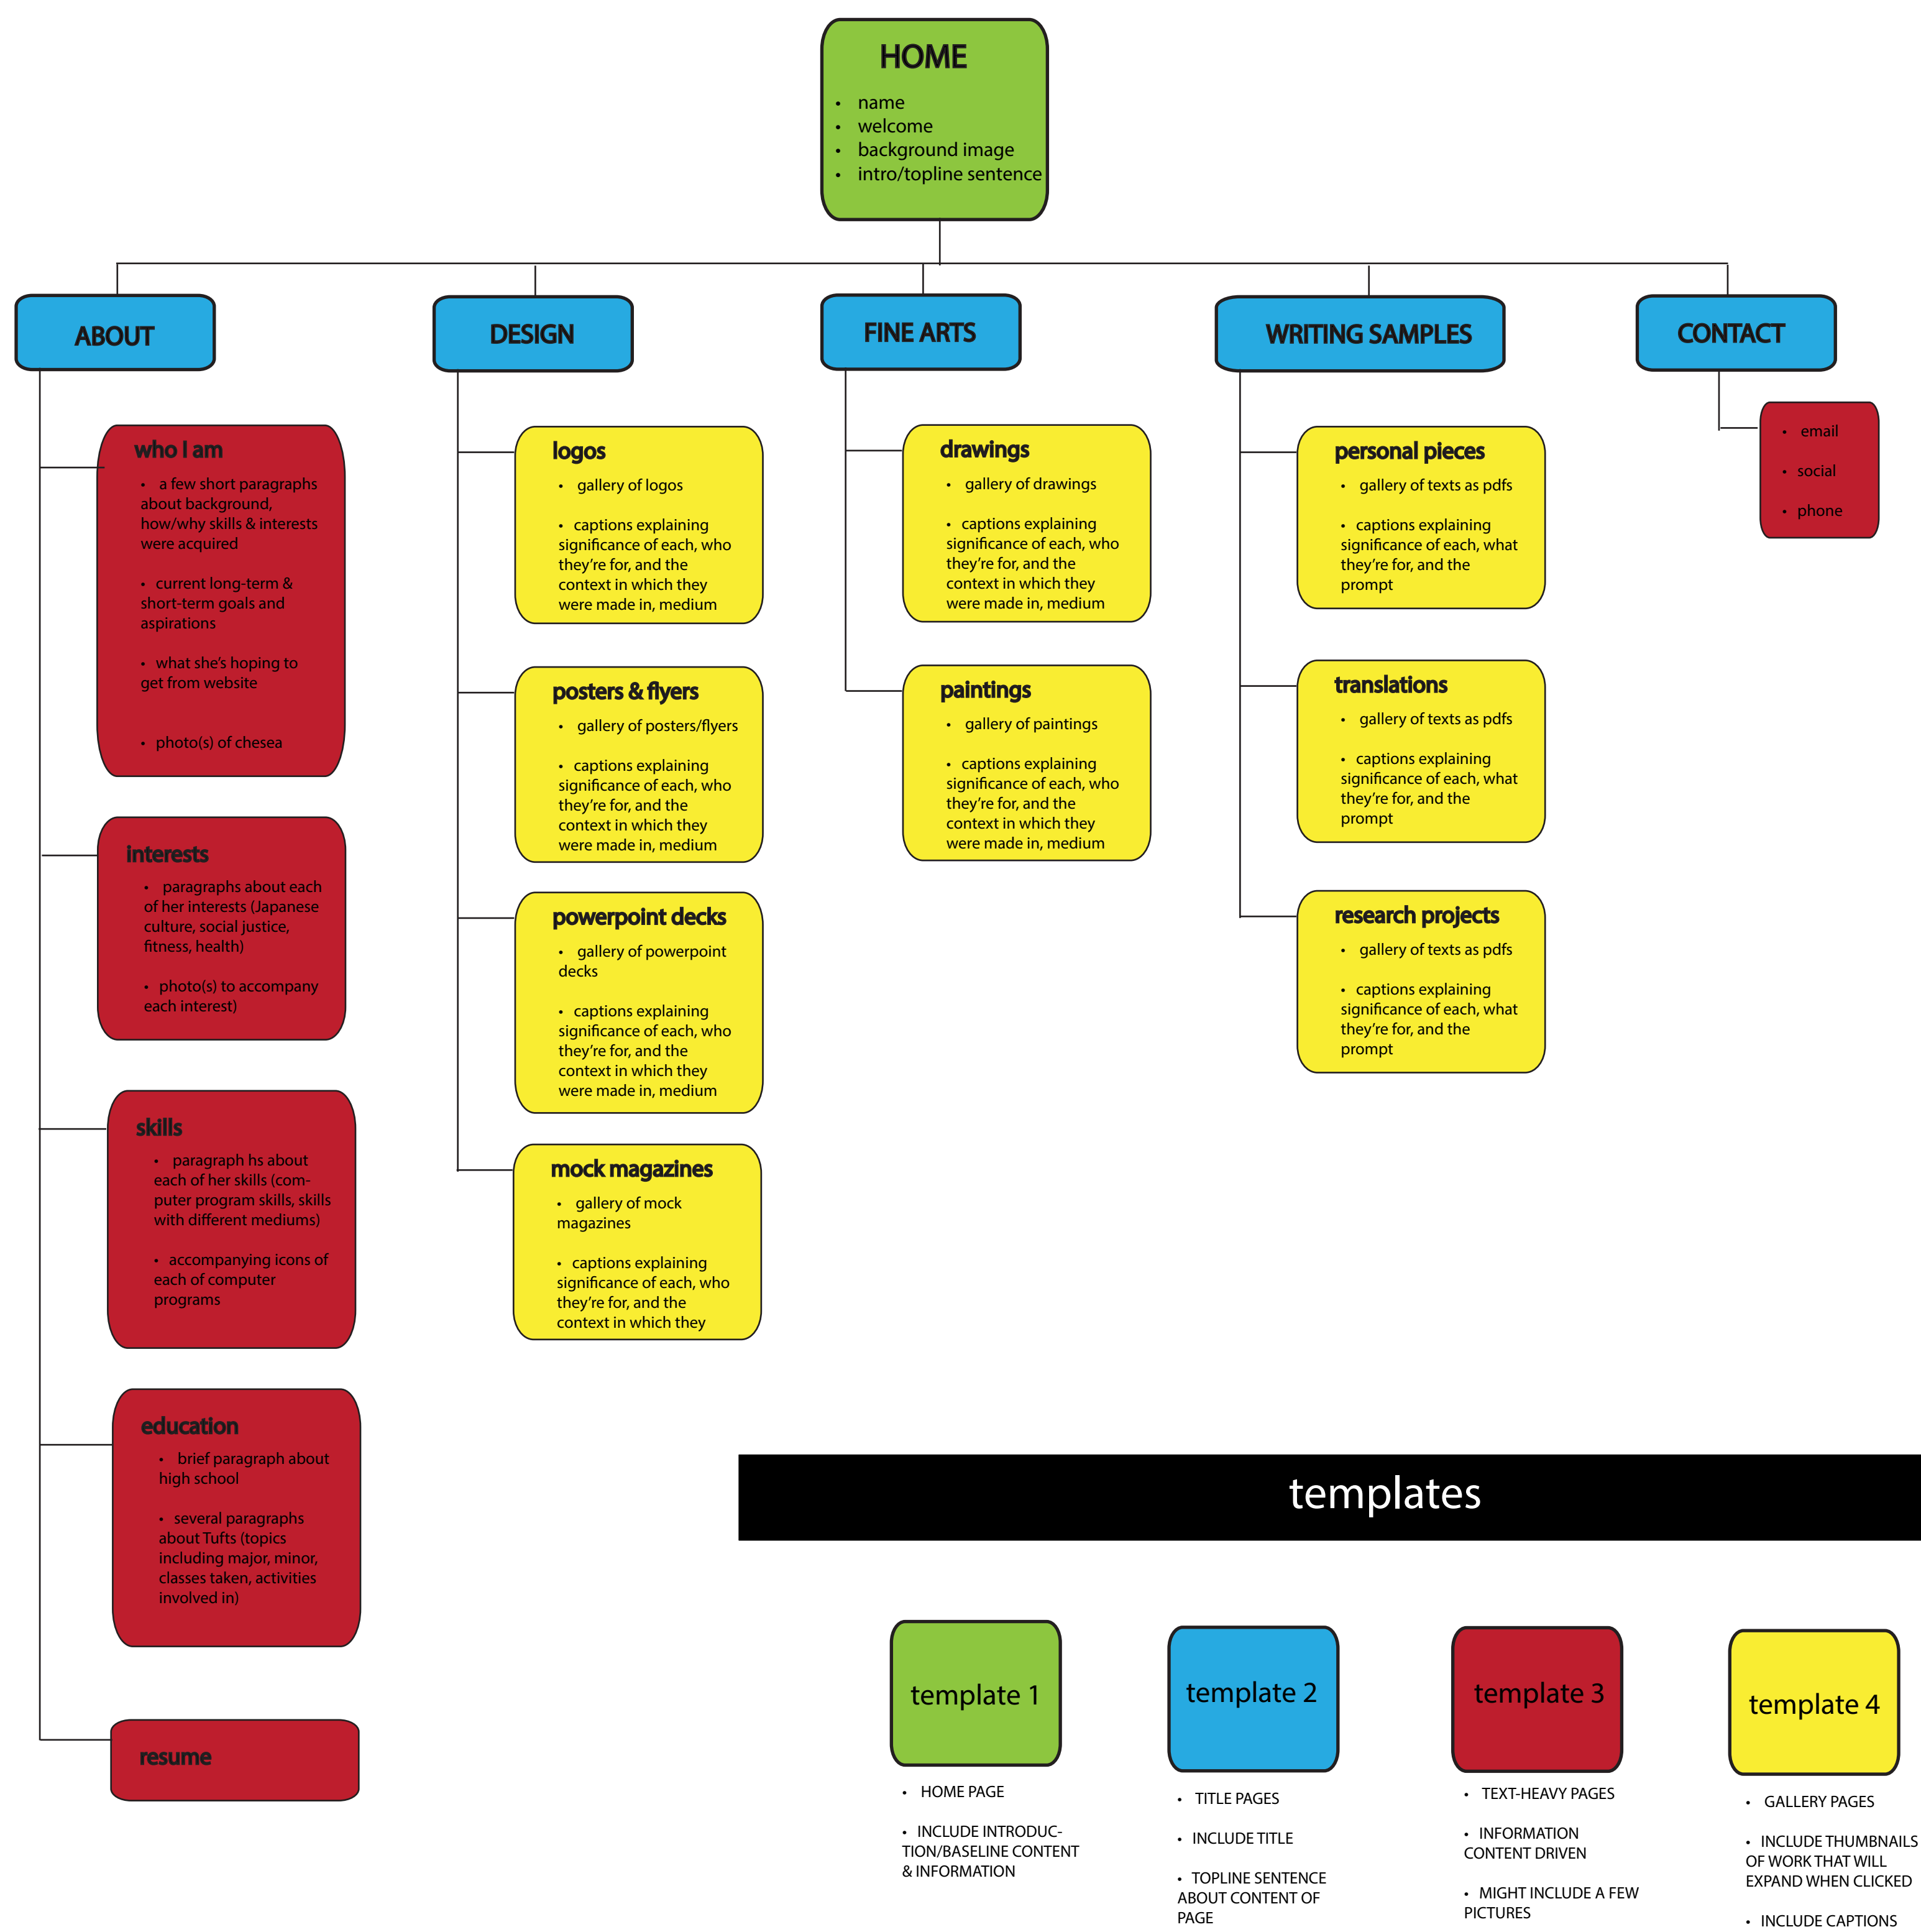 HOME
• name
• welcome
• background image
• intro/topline sentence
ABOUT
DESIGN
FINE ARTS
WRITING SAMPLES
CONTACT
who I am
• a few short paragraphs
about background,
how/why skills & interests
were acquired
• current long-term &
short-term goals and
aspirations
• what she's hoping to
get from website
• photo(s) of chesea
interests
• paragraphs about each
of her interests (Japanese
culture, social justice,
fitness, health)
• photo(s) to accompany
each interest)
skills
• paragraph hs about
each of her skills (com-
puter program skills, skills
with different mediums)
• accompanying icons of
each of computer
programs
education
• brief paragraph about
high school
• several paragraphs
about Tufts (topics
including major, minor,
classes taken, activities
involved in)
resume
logos
• gallery of logos
• captions explaining
significance of each, who
they're for, and the
context in which they
were made in, medium
posters & flyers
• gallery of posters/flyers
• captions explaining
significance of each, who
they're for, and the
context in which they
were made in, medium
powerpoint decks
• gallery of powerpoint
decks
• captions explaining
significance of each, who
they're for, and the
context in which they
were made in, medium
mock magazines
• gallery of mock
magazines
• captions explaining
significance of each, who
they're for, and the
context in which they
drawings
• gallery of drawings
• captions explaining
significance of each, who
they're for, and the
context in which they
were made in, medium
paintings
• gallery of paintings
• captions explaining
significance of each, who
they're for, and the
context in which they
were made in, medium
personal pieces
• gallery of texts as pdfs
• captions explaining
significance of each, what
they're for, and the
prompt
translations
• gallery of texts as pdfs
• captions explaining
significance of each, what
they're for, and the
prompt
research projects
• gallery of texts as pdfs
• captions explaining
significance of each, what
they're for, and the
prompt
• email
• social
• phone
templates
template 1
• HOME PAGE
• INCLUDE INTRODUC-
TION/BASELINE CONTENT
& INFORMATION
template 2
• TITLE PAGES
• INCLUDE TITLE
• TOPLINE SENTENCE
ABOUT CONTENT OF
PAGE
template 3
• TEXT-HEAVY PAGES
• INFORMATION
CONTENT DRIVEN
• MIGHT INCLUDE A FEW
PICTURES
template 4
• GALLERY PAGES
• INCLUDE THUMBNAILS
OF WORK THAT WILL
EXPAND WHEN CLICKED
• INCLUDE CAPTIONS